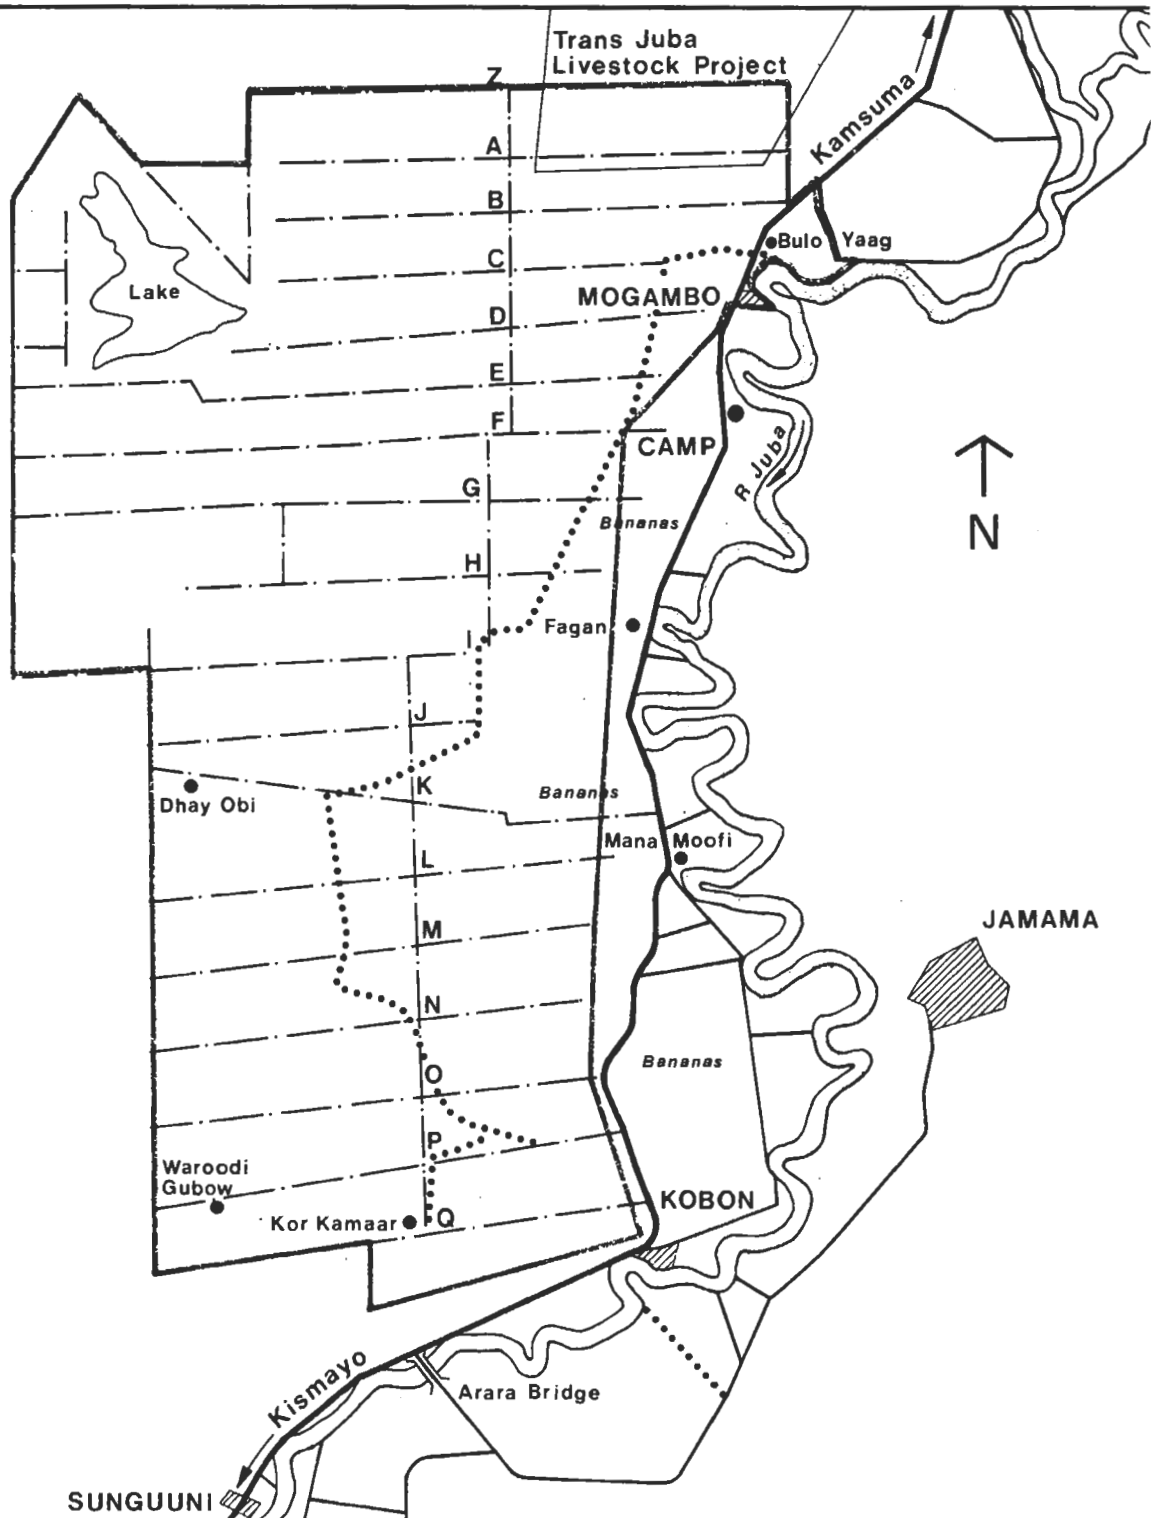 Trans Juba
Livestock Project
Z
Kamsuma
A
B
Bulo Yaag
C
Lake
MOGAMBO
D
E
F
CAMP
R Juba
G
Bananas
N
H
Fagan
I
J
K
Bananas
Dhay Obi
Mana Moofi
L
JAMAMA
M
N
Bananas
O
P
Waroodi
Gubow
KOBON
Kor Kamaar
Q
Kismayo
Arara Bridge
SUNGUUNI